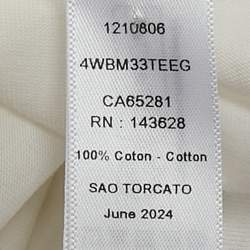 1210806
4WBM33TEEG
CA65281
RN : 143628
100% Coton - Cotton
SAO TORCATO
June 2024